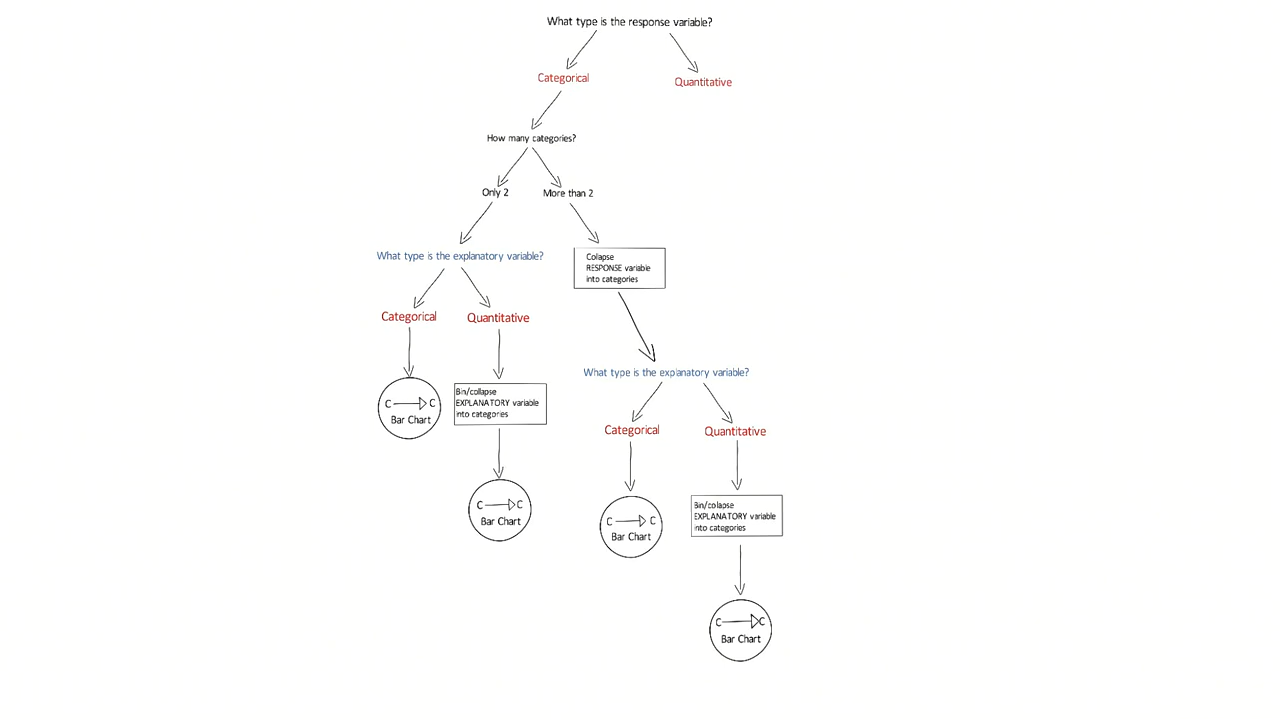 What type is the response variable?
Categorical
Quantitative
How many categories?
Only 2
More than 2
What type is the explanatory variable?
Collapse
RESPONSE variable
into categories
Categorical
Quantitative
What type is the explanatory variable?
Bin/collapse
EXPLANATORY variable
into categories
C C
Bar Chart
Categorical
Quantitative
C C
Bar Chart
Bin/colapse
EXPLANATORY variable
into categories
C C
Bar Chart
C C
Bar Chart